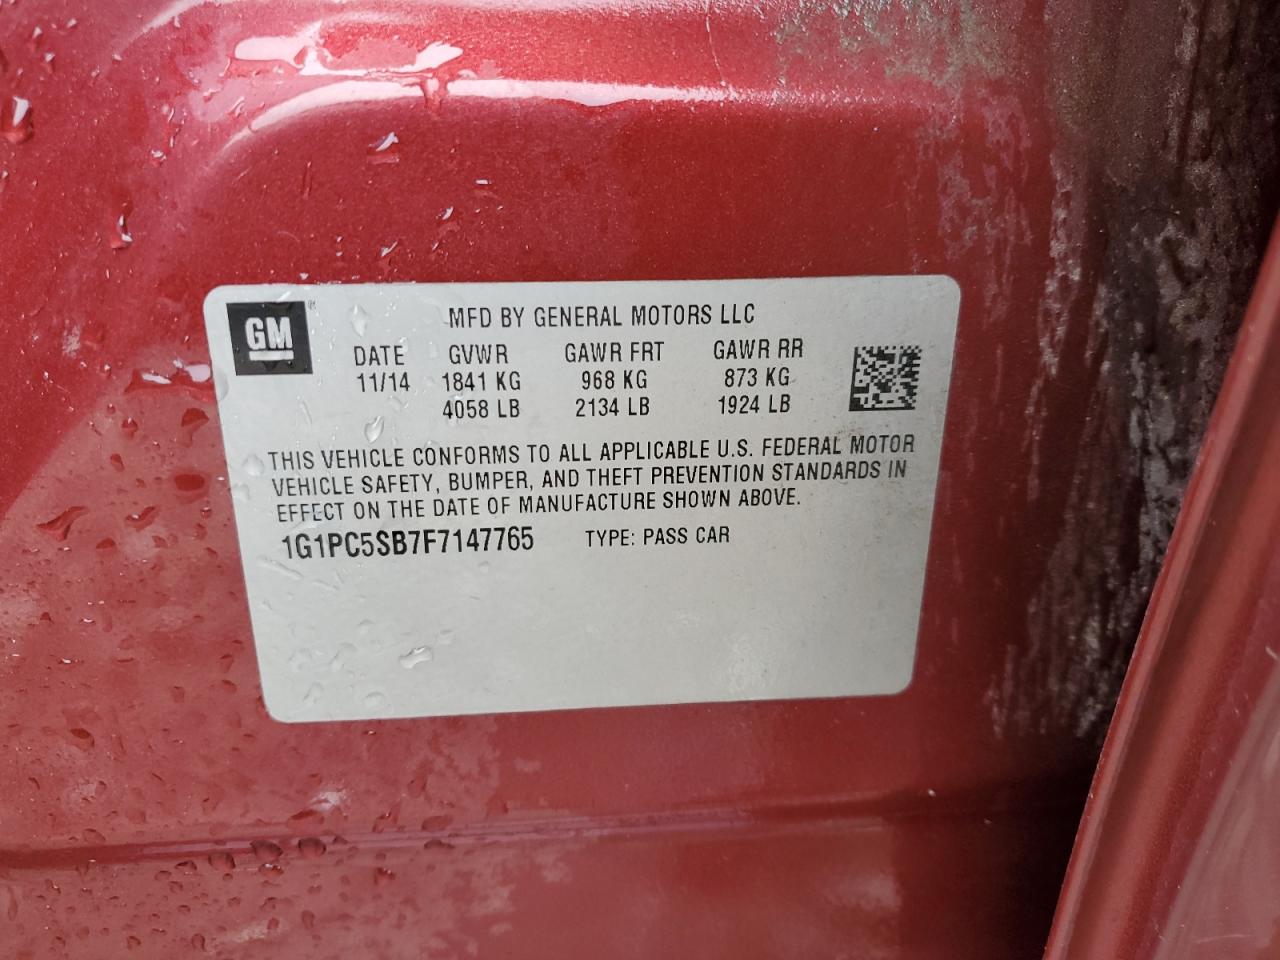 GM®
MFD BY GENERAL MOTORS LLC
DATE GVWR GAWR FRT GAWR RR
11/14 1841 KG 968 KG 873 KG
4058 LB 2134 LB 1924 LB
THIS VEHICLE CONFORMS TO ALL APPLICABLE U.S. FEDERAL MOTOR
VEHICLE SAFETY, BUMPER, AND THEFT PREVENTION STANDARDS IN
EFFECT ON THE DATE OF MANUFACTURE SHOWN ABOVE.
1G1PC5SB7F7147765 TYPE: PASS CAR